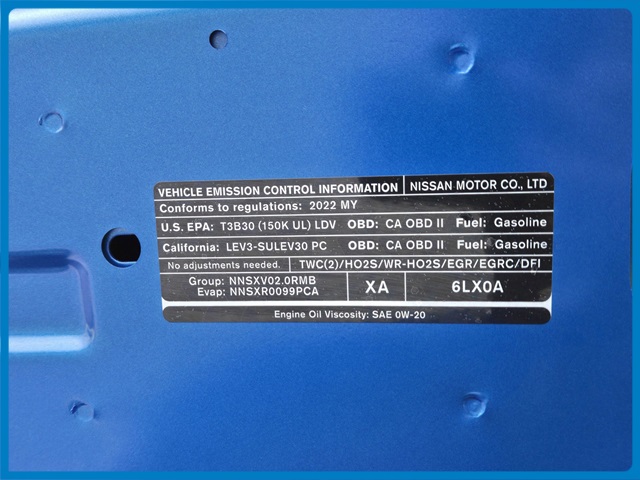 VEHICLE EMISSION CONTROL INFORMATION NISSAN MOTOR CO., LTD
Conforms to regulations: 2022 MY
U.S. EPA: T3B30 (150K UL) LDV OBD: CA OBD II Fuel: Gasoline
California: LEV3-SULEV30 PC OBD: CA OBD II Fuel: Gasoline
No adjustments needed. TWC(2)/HO2S/WR-HO2S/EGR/EGRC/DFI
Group: NNSXV02.0RMB
Evap: NNSXR0099PCA
XA 6LX0A
Engine Oil Viscosity: SAE 0W-20